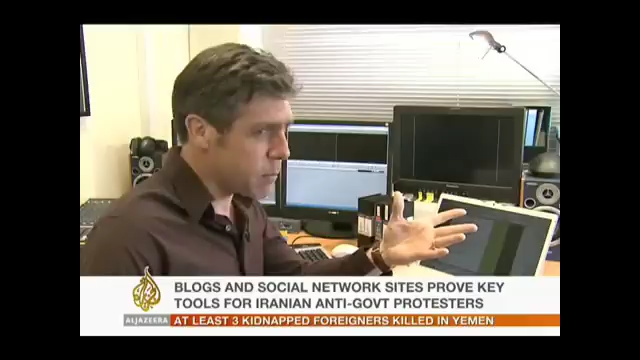 BLOGS AND SOCIAL NETWORK SITES PROVE KEY
TOOLS FOR IRANIAN ANTI-GOVT PROTESTERS
ALJAZEERA AT LEAST 3 KIDNAPPED FOREIGNERS KILLED IN YEMEN